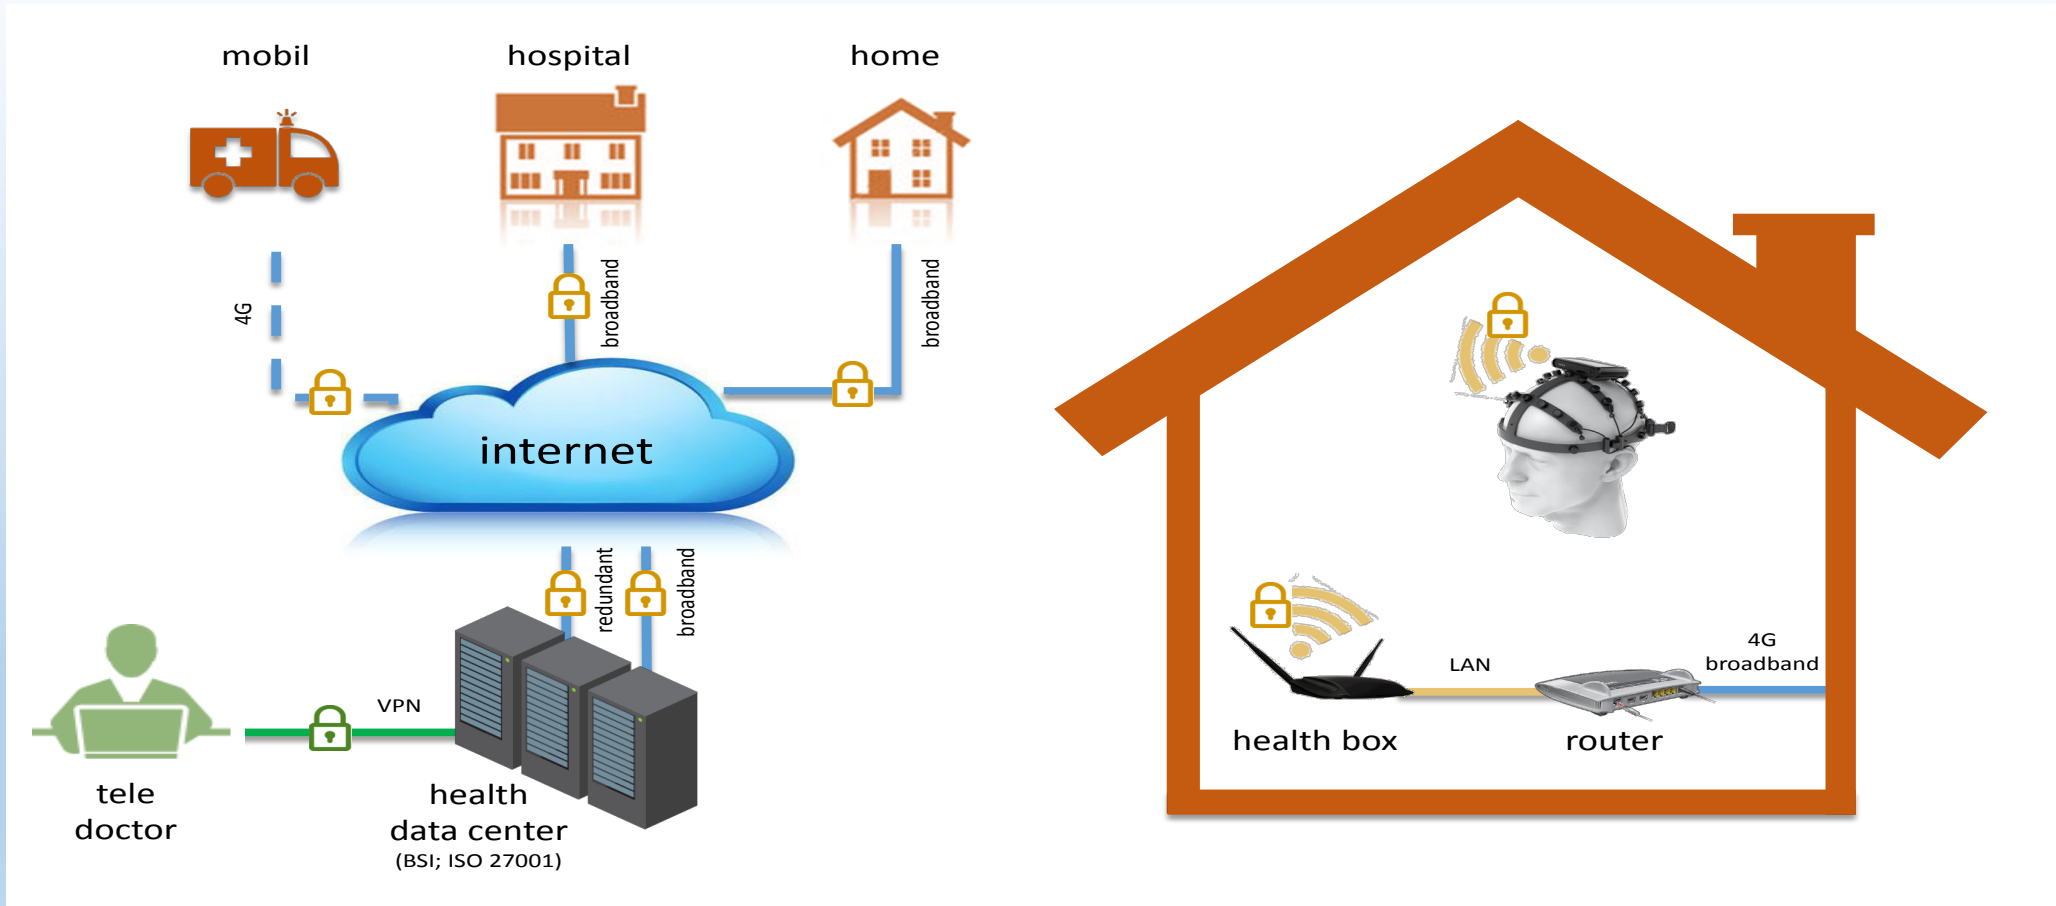 mobil
hospital
home
4G
broadband
broadband
internet
redundant
broadband
VPN
tele
doctor
health
data center
(BSI; ISO 27001)
LAN
4G
broadband
health box
router